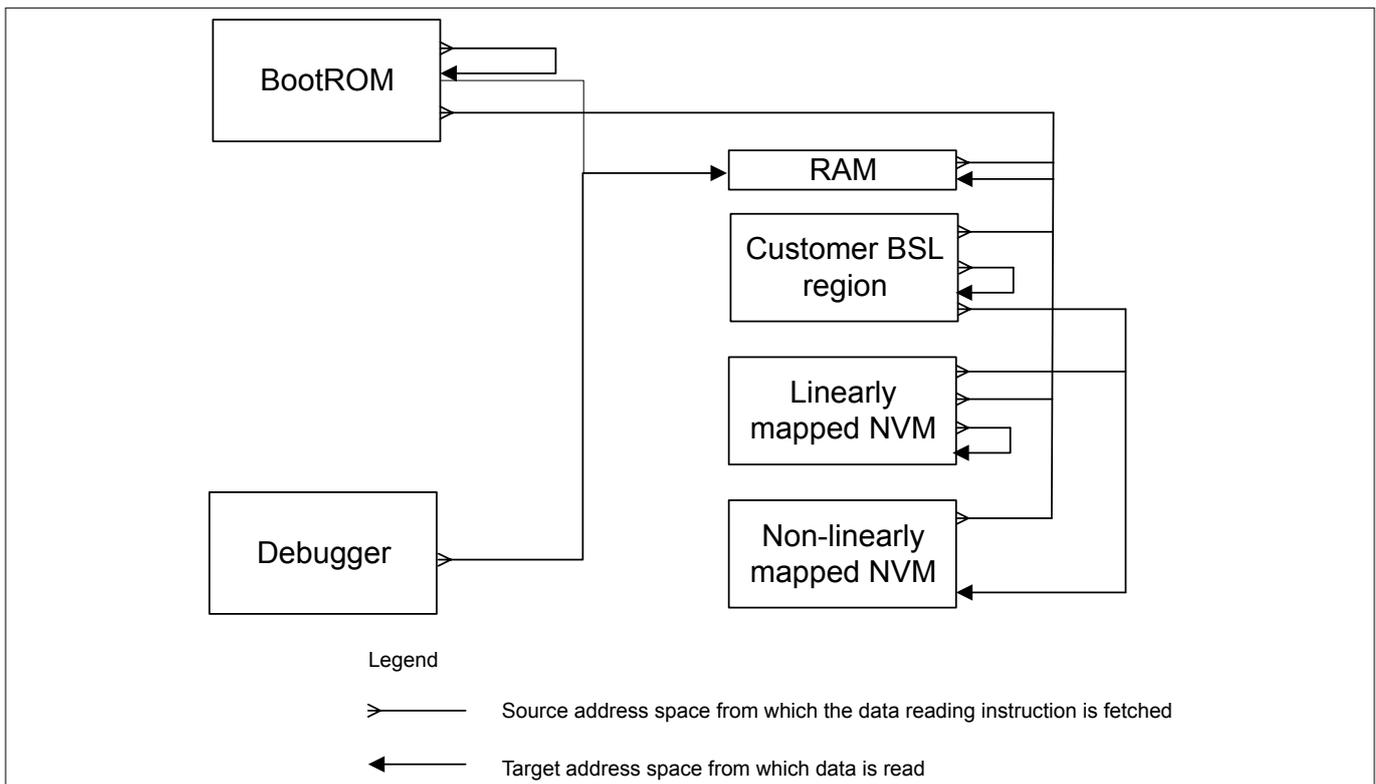 BootROM
RAM
Customer BSL
region
Linearly
mapped NVM
Non-linearly
mapped NVM
Debugger
Legend
Source address space from which the data reading instruction is fetched
Target address space from which data is read